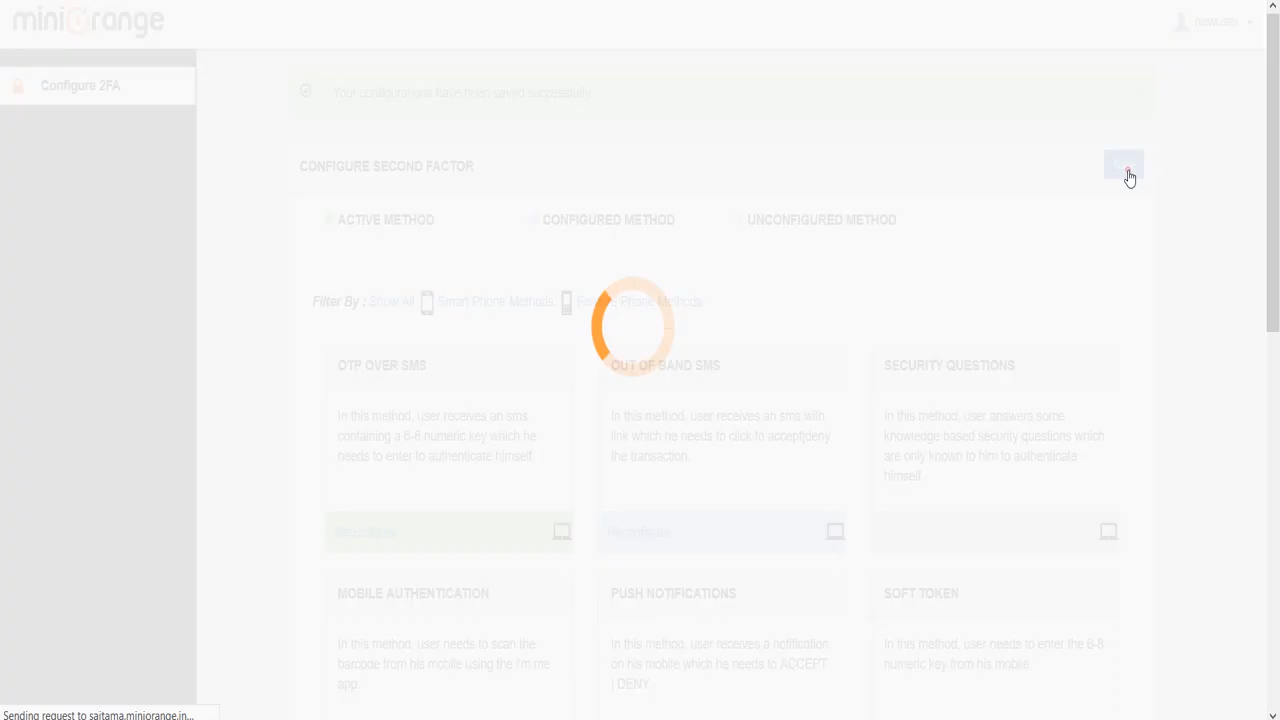 miniorange
newuser
Configure 2FA
Your configurations have been saved successfully.
CONFIGURE SECOND FACTOR
ACTIVE METHOD
CONFIGURED METHOD
UNCONFIGURED METHOD
Filter By : Show All Smart Phone Methods Phone Methods
OTP OVER SMS
In this method, user receives an sms
containing a 6-8 numeric key which he
needs to enter to authenticate himself
Reconfigure
OUT OF BAND SMS
In this method, user receives an sms with
link which he needs to click to accept|deny
the transaction.
Reconfigure
SECURITY QUESTIONS
In this method, user answers some
knowledge based security questions which
are only known to him to authenticate
himself.
MOBILE AUTHENTICATION
In this method, user needs to scan the
barcode from his mobile using the I'm me
app.
PUSH NOTIFICATIONS
In this method, user receives a notification
on his mobile which he needs to ACCEPT
| DENY
SOFT TOKEN
In this method, user needs to enter the 6-8
numeric key from his mobile.
Sending request to saitama.miniorange.in...